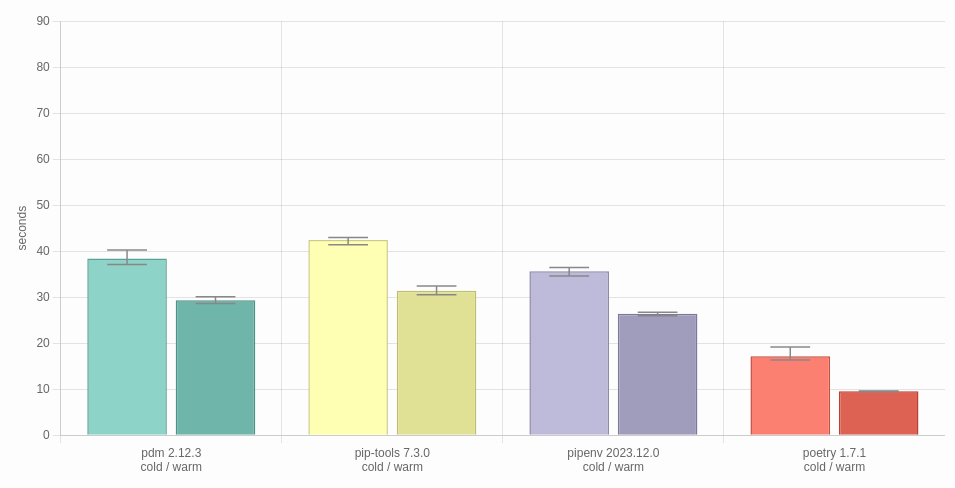 90
80
70
60
50
40
30
20
10
0
seconds
pdm 2.12.3
cold / warm
pip-tools 7.3.0
cold / warm
pipenv 2023.12.0
cold / warm
poetry 1.7.1
cold / warm